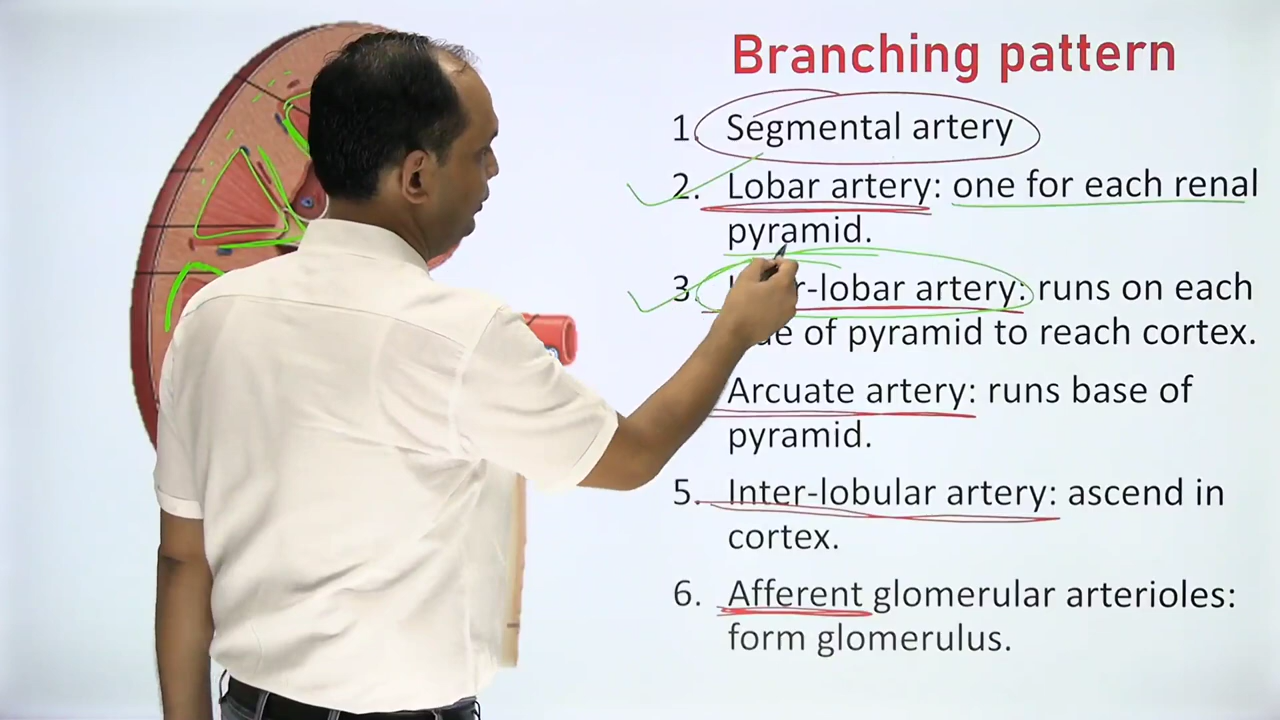 Branching pattern
1. Segmental artery
2. Lobar artery: one for each renal
pyramid.
3. -lobar artery: runs on each
of pyramid to reach cortex.
Arcuate artery: runs base of
pyramid.
5. Inter-lobular artery: ascend in
cortex.
6. Afferent glomerular arterioles:
form glomerulus.